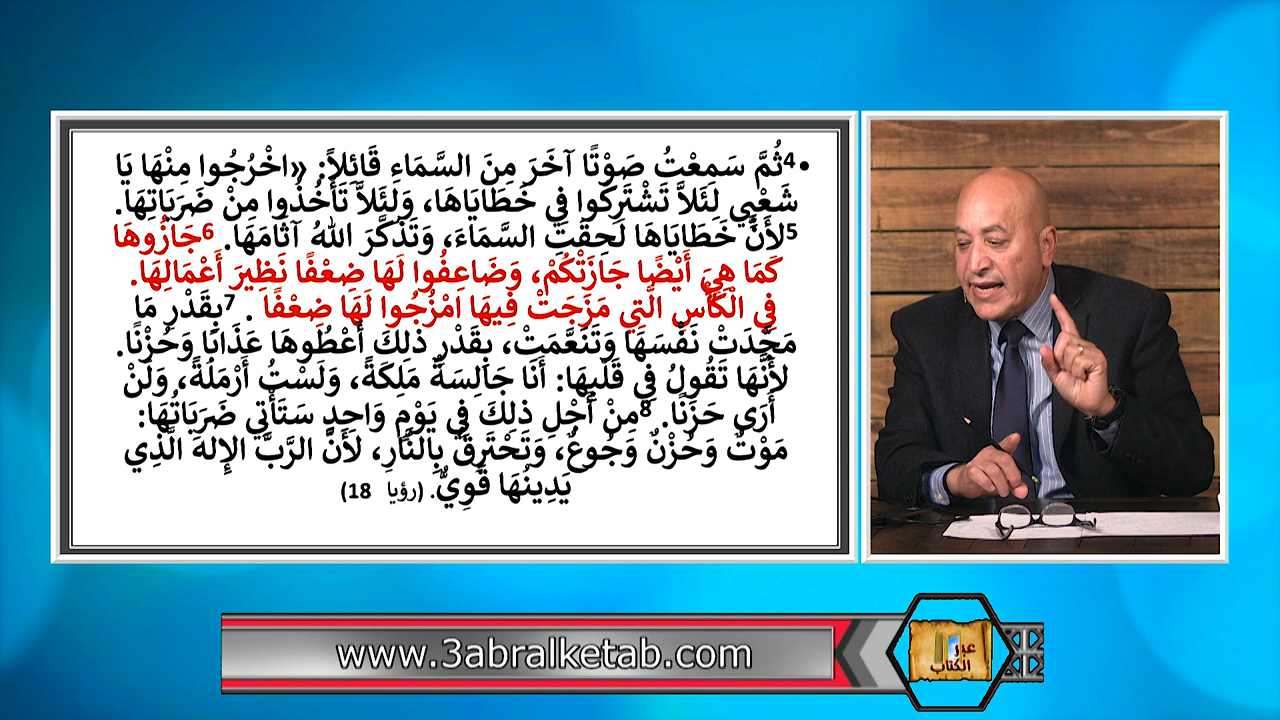 •4ثُمَّ سَمِعْتُ صَوْتًا آخَرَ مِنَ السَّمَاءِ قَائِلاً: «اخْرُجُوا مِنْهَا يَا
شَعْبِي لِئَلاَّ تَشْتَرِكُوا فِي خَطَايَاهَا، وَلِئَلاَّ تَأْخُذُوا مِنْ ضَرَبَاتِهَا.
5لأَنَّ خَطَايَاهَا لَحِقَتِ السَّمَاءَ، وَتَذَكَّرَ اللهُ آثَامَهَا. 6جَازُوهَا
كَمَا هِيَ أَيْضًا جَازَتْكُمْ، وَضَاعِفُوا لَهَا ضِعْفًا نَظِيرَ أَعْمَالِهَا.
فِي الْكَأْسِ الَّتِي مَزَجَتْ فِيهَا امْزُجُوا لَهَا ضِعْفًا . 7بِقَدْرِ مَا
مَجَّدَتْ نَفْسَهَا وَتَنَعَّمَتْ، بِقَدْرِ ذلِكَ أَعْطُوهَا عَذَابًا وَحُزْنًا.
لأَنَّهَا تَقُولُ فِي قَلْبِهَا: أَنَا جَالِسَةٌ مَلِكَةً، وَلَسْتُ أَرْمَلَةً، وَلَنْ
أَرَى حَزَنًا. 8مِنْ أَجْلِ ذلِكَ فِي يَوْمٍ وَاحِدٍ سَتَأْتِي ضَرَبَاتُهَا:
مَوْتٌ وَحُزْنٌ وَجُوعٌ، وَتَحْتَرِقُ بِالنَّارِ، لأَنَّ الرَّبَّ الإِلهَ الَّذِي
يَدِينُهَا قَوِيٌّ. (رؤيا 18)
www.3abralketab.com
عبر
الكتاب